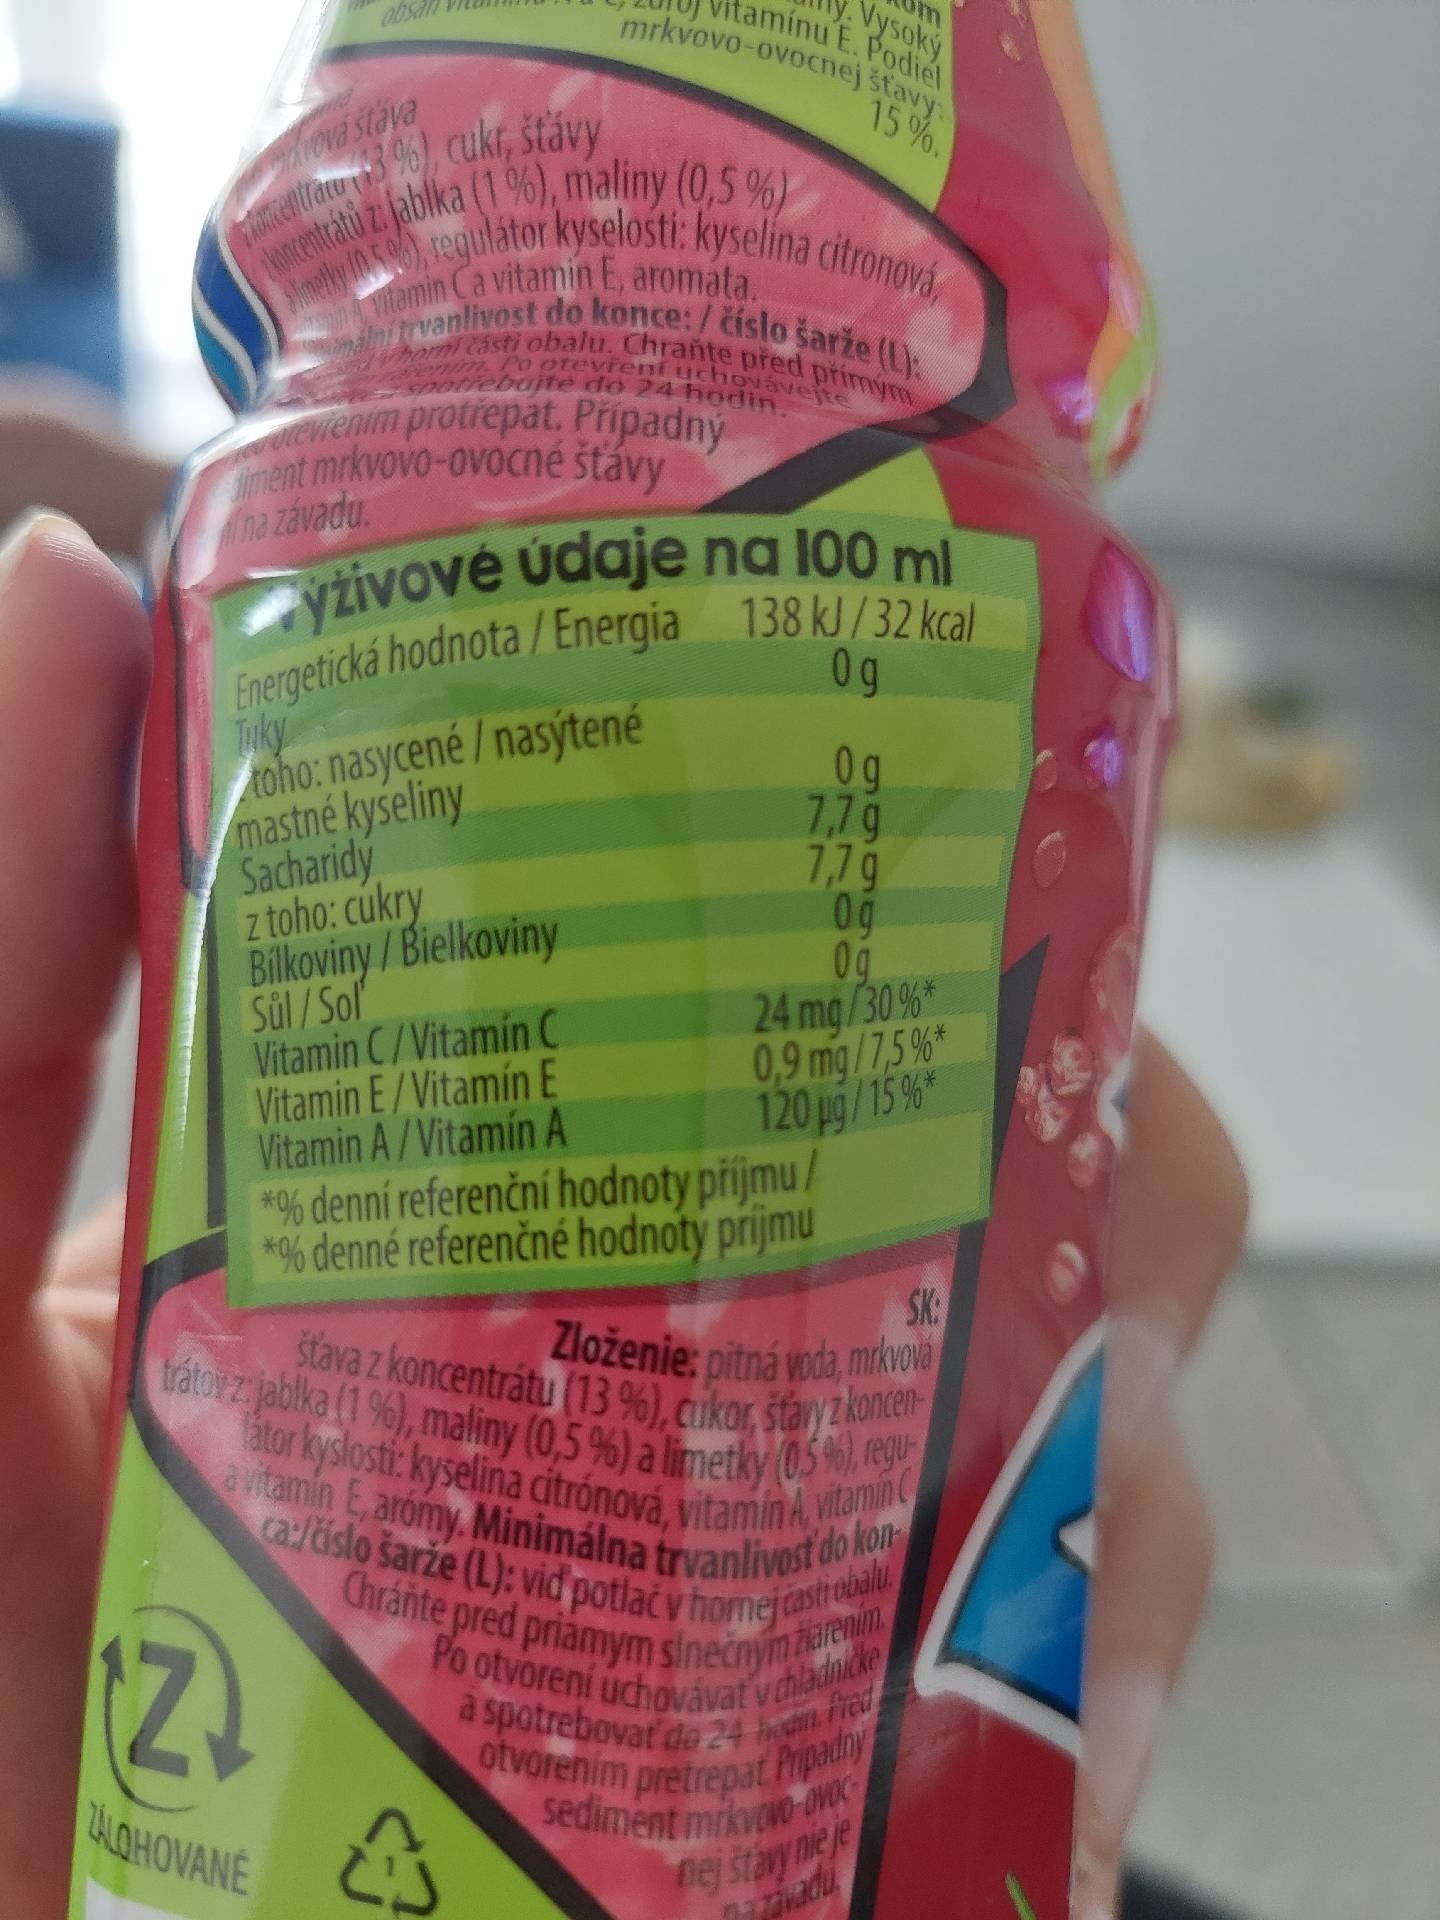 vitamínu E. Podiel
mrkvovo-ovocnej šťavy:
15 %.
šťáva
(13 %), cukr, šťávy
koncentrátů z: jablka (1 %), maliny (0,5 %)
(0,5 %), regulátor kyselosti: kyselina citronová,
vitamin C a vitamin E, aromata.
trvanlivost do konce: / číslo šarže (L):
horní části obalu. Chraňte před přímým
Po otevření uchovávejte
spotřebujte do 24 hodin.
otevřením protřepat. Případný
mrkvovo-ovocné šťávy
na závadu.
Výživové údaje na 100 ml
Energetická hodnota / Energia 138 kJ / 32 kcal
Tuky 0 g
z toho: nasycené / nasýtené
mastné kyseliny 0 g
Sacharidy 7,7 g
z toho: cukry 7,7 g
Bílkoviny / Bielkoviny 0 g
Sůl / Soľ 0 g
Vitamin C / Vitamín C 24 mg / 30 %*
Vitamin E / Vitamín E 0,9 mg / 7,5 %*
Vitamin A / Vitamín A 120 µg / 15 %*
*% denní referenční hodnoty příjmu /
*% denné referenčné hodnoty príjmu
SK:
Zloženie: pitná voda, mrkvová
šťava z koncentrátu (13 %), cukor, šťavy z koncen-
trátov z: jablka (1 %), maliny (0,5 %) a limetky (0,5 %), regu-
látor kyslosti: kyselina citrónová, vitamín A, vitamín C
a vitamín E, arómy. Minimálna trvanlivosť do kon-
ca:/číslo šarže (L): viď potlač v hornej časti obalu.
Chráňte pred priamym slnečným žiarením.
Po otvorení uchovávať v chladničke
a spotrebovať do 24 hodín. Pred
otvorením pretrepať. Prípadný
sediment mrkvovo-ovoc-
nej šťavy nie je
na závadu.
Z
ZÁLOHOVANÉ
1